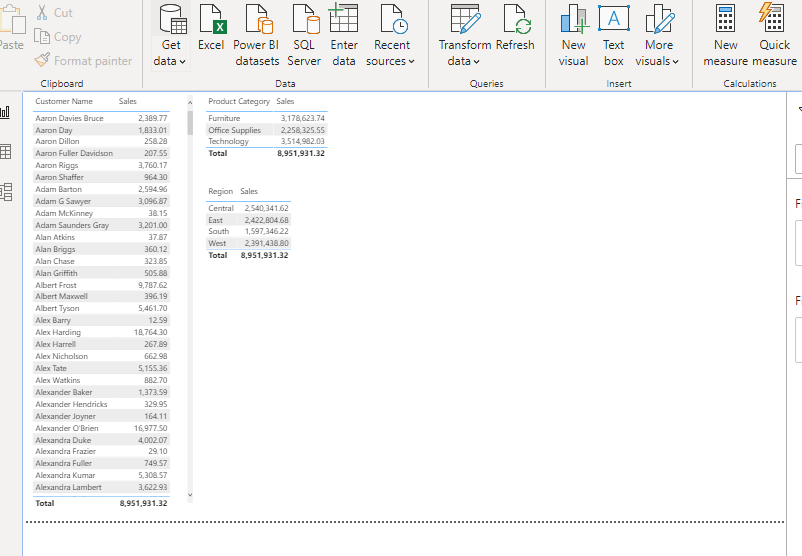 Cut
Paste
Copy
Format painter
Get data
Excel
Power BI datasets
SQL Server
Enter data
Recent sources
Transform data
Refresh
New visual
Text box
More visuals
New measure
Quick measure
Clipboard
Data
Queries
Insert
Calculations
Customer Name Sales
Aaron Davies Bruce 2,389.77
Aaron Day 1,833.01
Aaron Dillon 258.28
Aaron Fuller Davidson 207.55
Aaron Riggs 3,760.17
Aaron Shaffer 964.30
Adam Barton 2,594.96
Adam G Sawyer 3,096.87
Adam McKinney 38.15
Adam Saunders Gray 3,201.00
Alan Atkins 37.87
Alan Briggs 360.12
Alan Chase 323.85
Alan Griffith 505.88
Albert Frost 9,787.62
Albert Maxwell 396.19
Albert Tyson 5,461.70
Alex Barry 12.59
Alex Harding 18,764.30
Alex Harrell 267.89
Alex Nicholson 662.98
Alex Tate 5,155.36
Alex Watkins 882.70
Alexander Baker 1,373.59
Alexander Hendricks 329.95
Alexander Joyner 164.11
Alexander O'Brien 16,977.50
Alexandra Duke 4,002.07
Alexandra Frazier 29.10
Alexandra Fuller 749.57
Alexandra Kumar 5,308.57
Alexandra Lambert 3,622.93
Total 8,951,931.32
Product Category Sales
Furniture 3,178,623.74
Office Supplies 2,258,325.55
Technology 3,514,982.03
Total 8,951,931.32
Region Sales
Central 2,540,341.62
East 2,422,804.68
South 1,597,346.22
West 2,391,438.80
Total 8,951,931.32